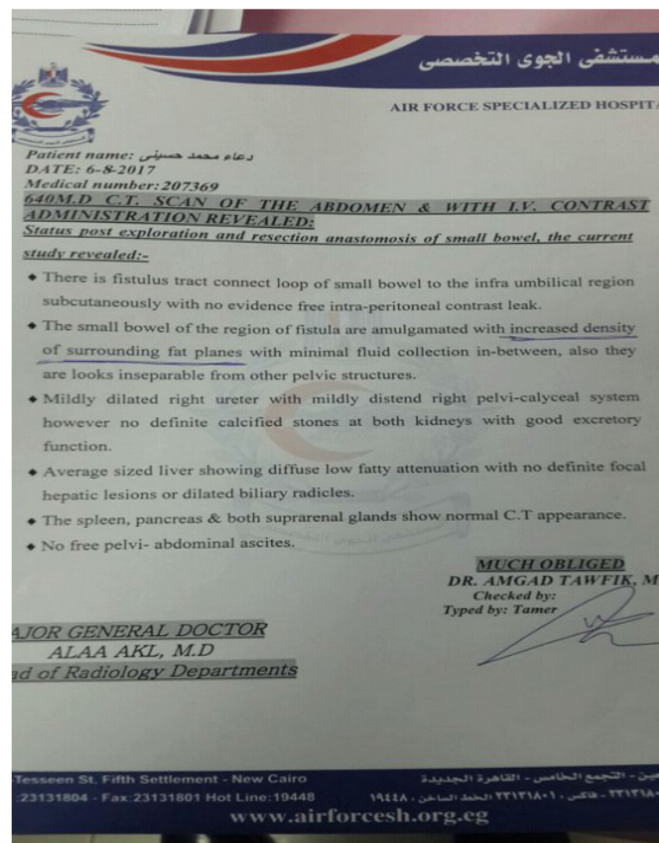 مستشفى الجوى التخصصى
AIR FORCE SPECIALIZED HOSPITA
Patient name: دعاء محمد حسينى
DATE: 6-8-2017
Medical number:207369
640M.D C.T. SCAN OF THE ABDOMEN & WITH I.V. CONTRAST
ADMINISTRATION REVEALED:
Status post exploration and resection anastomosis of small bowel, the current
study revealed:-
◆ There is fistulus tract connect loop of small bowel to the infra umbilical region
subcutaneously with no evidence free intra-peritoneal contrast leak.
◆ The small bowel of the region of fistula are amulgamated with increased density
of surrounding fat planes with minimal fluid collection in-between, also they
are looks inseparable from other pelvic structures.
◆ Mildly dilated right ureter with mildly distend right pelvi-calyceal system
however no definite calcified stones at both kidneys with good excretory
function.
◆ Average sized liver showing diffuse low fatty attenuation with no definite focal
hepatic lesions or dilated biliary radicles.
◆ The spleen, pancreas & both suprarenal glands show normal C.T appearance.
◆ No free pelvi- abdominal ascites.
MUCH OBLIGED
DR. AMGAD TAWFIK, M
Checked by:
Typed by: Tamer
AJOR GENERAL DOCTOR
ALAA AKL, M.D
ad of Radiology Departments
Tesseen St, Fifth Settlement - New Cairo
عين - التجمع الخامس - القاهرة الجديدة
:23131804 - Fax:23131801 Hot Line:19448
فاكس ٢٢١٣١٨٠١ الخط الساخن ١٩٤٤٨
www.airforcesh.org.eg